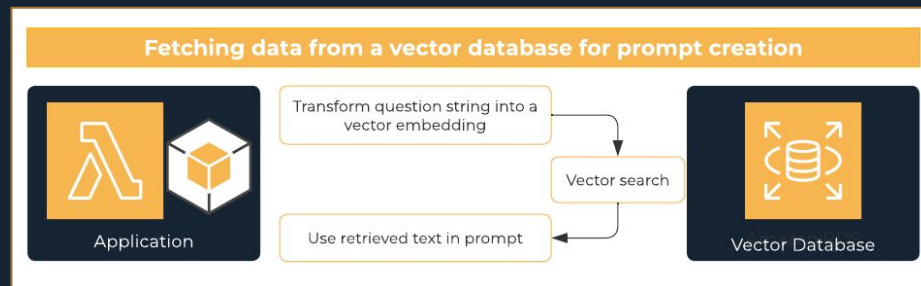 Fetching data from a vector database for prompt creation
Transform question string into a
vector embedding
Vector search
Use retrieved text in prompt
Application
Vector Database